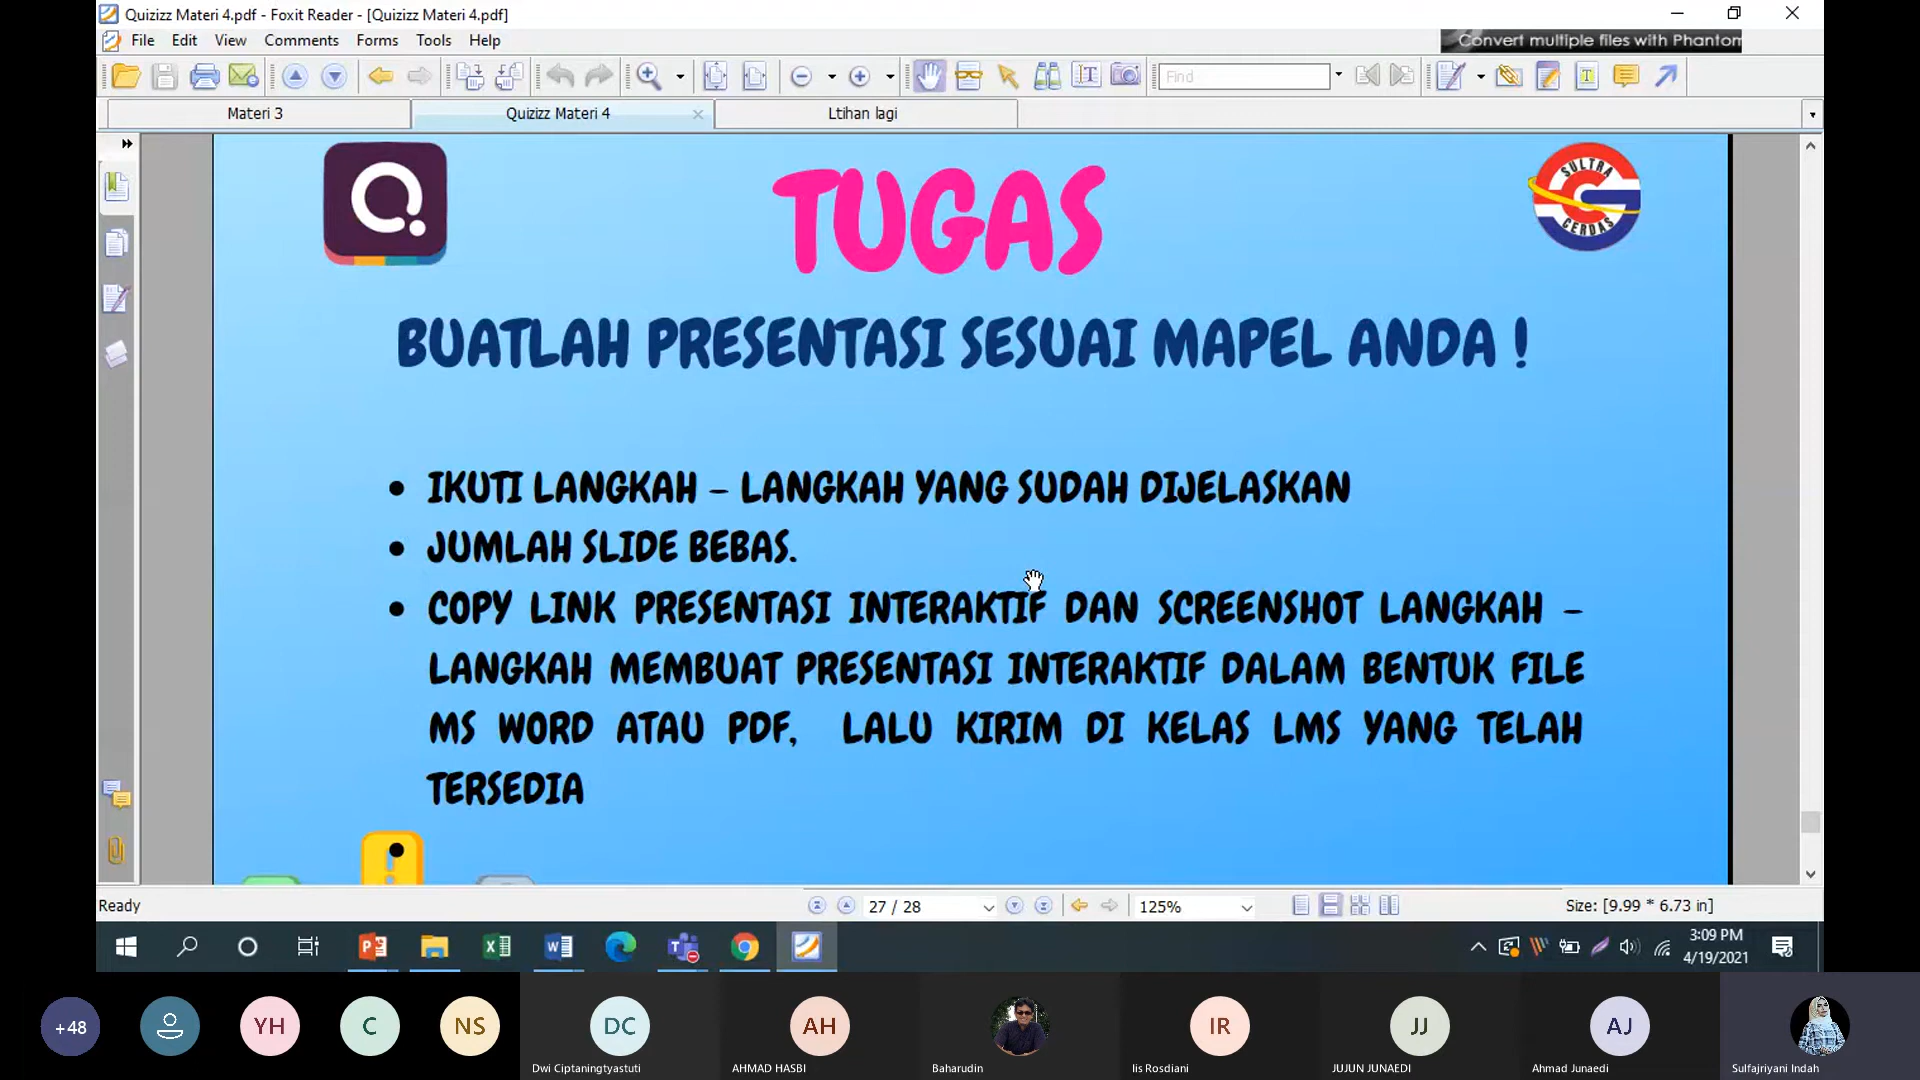 Quizizz Materi 4.pdf - Foxit Reader - [Quizizz Materi 4.pdf]
File Edit View Comments Forms Tools Help
Convert multiple files with Phantom
Find
Materi 3
Quizizz Materi 4
Ltihan lagi
SULTRA
CERDAS
TUGAS
BUATLAH PRESENTASI SESUAI MAPEL ANDA !
• IKUTI LANGKAH – LANGKAH YANG SUDAH DIJELASKAN
• JUMLAH SLIDE BEBAS.
• COPY LINK PRESENTASI INTERAKTIF DAN SCREENSHOT LANGKAH –
LANGKAH MEMBUAT PRESENTASI INTERAKTIF DALAM BENTUK FILE
MS WORD ATAU PDF, LALU KIRIM DI KELAS LMS YANG TELAH
TERSEDIA
Ready
27 / 28
125%
Size: [9.99 * 6.73 in]
3:09 PM
4/19/2021
+48
YH
C
NS
DC
AH
IR
JJ
AJ
Dwi Ciptaningtyastuti
AHMAD HASBI
Baharudin
Iis Rosdiani
JUJUN JUNAEDI
Ahmad Junaedi
Sulfajriyani Indah